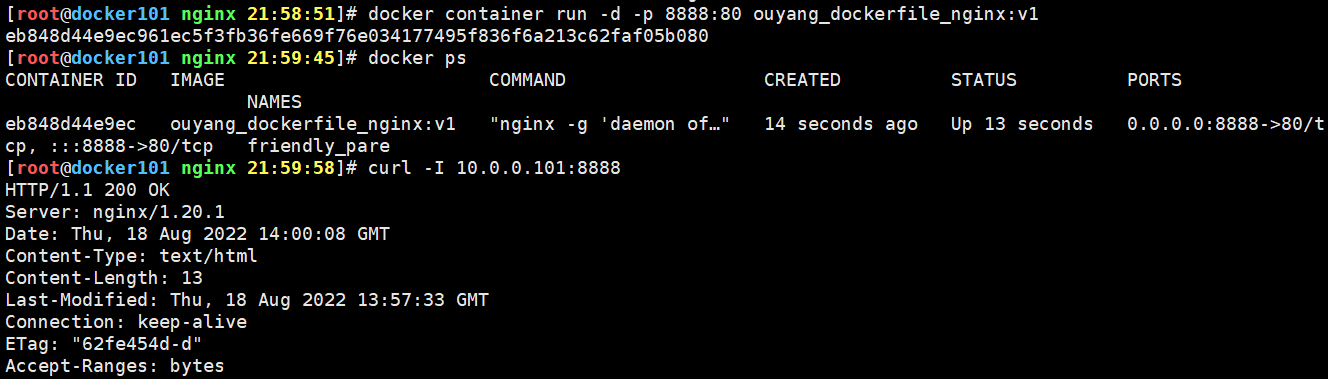 [root@docker101 nginx 21:58:51]# docker container run -d -p 8888:80 ouyang_dockerfile_nginx:v1
eb848d44e9ec961ec5f3fb36fe669f76e034177495f836f6a213c62faf05b080
[root@docker101 nginx 21:59:45]# docker ps
CONTAINER ID   IMAGE                        COMMAND                  CREATED          STATUS          PORTS
                      NAMES
eb848d44e9ec   ouyang_dockerfile_nginx:v1   "nginx -g 'daemon of…"   14 seconds ago   Up 13 seconds   0.0.0.0:8888->80/t
cp, :::8888->80/tcp   friendly_pare
[root@docker101 nginx 21:59:58]# curl -I 10.0.0.101:8888
HTTP/1.1 200 OK
Server: nginx/1.20.1
Date: Thu, 18 Aug 2022 14:00:08 GMT
Content-Type: text/html
Content-Length: 13
Last-Modified: Thu, 18 Aug 2022 13:57:33 GMT
Connection: keep-alive
ETag: "62fe454d-d"
Accept-Ranges: bytes